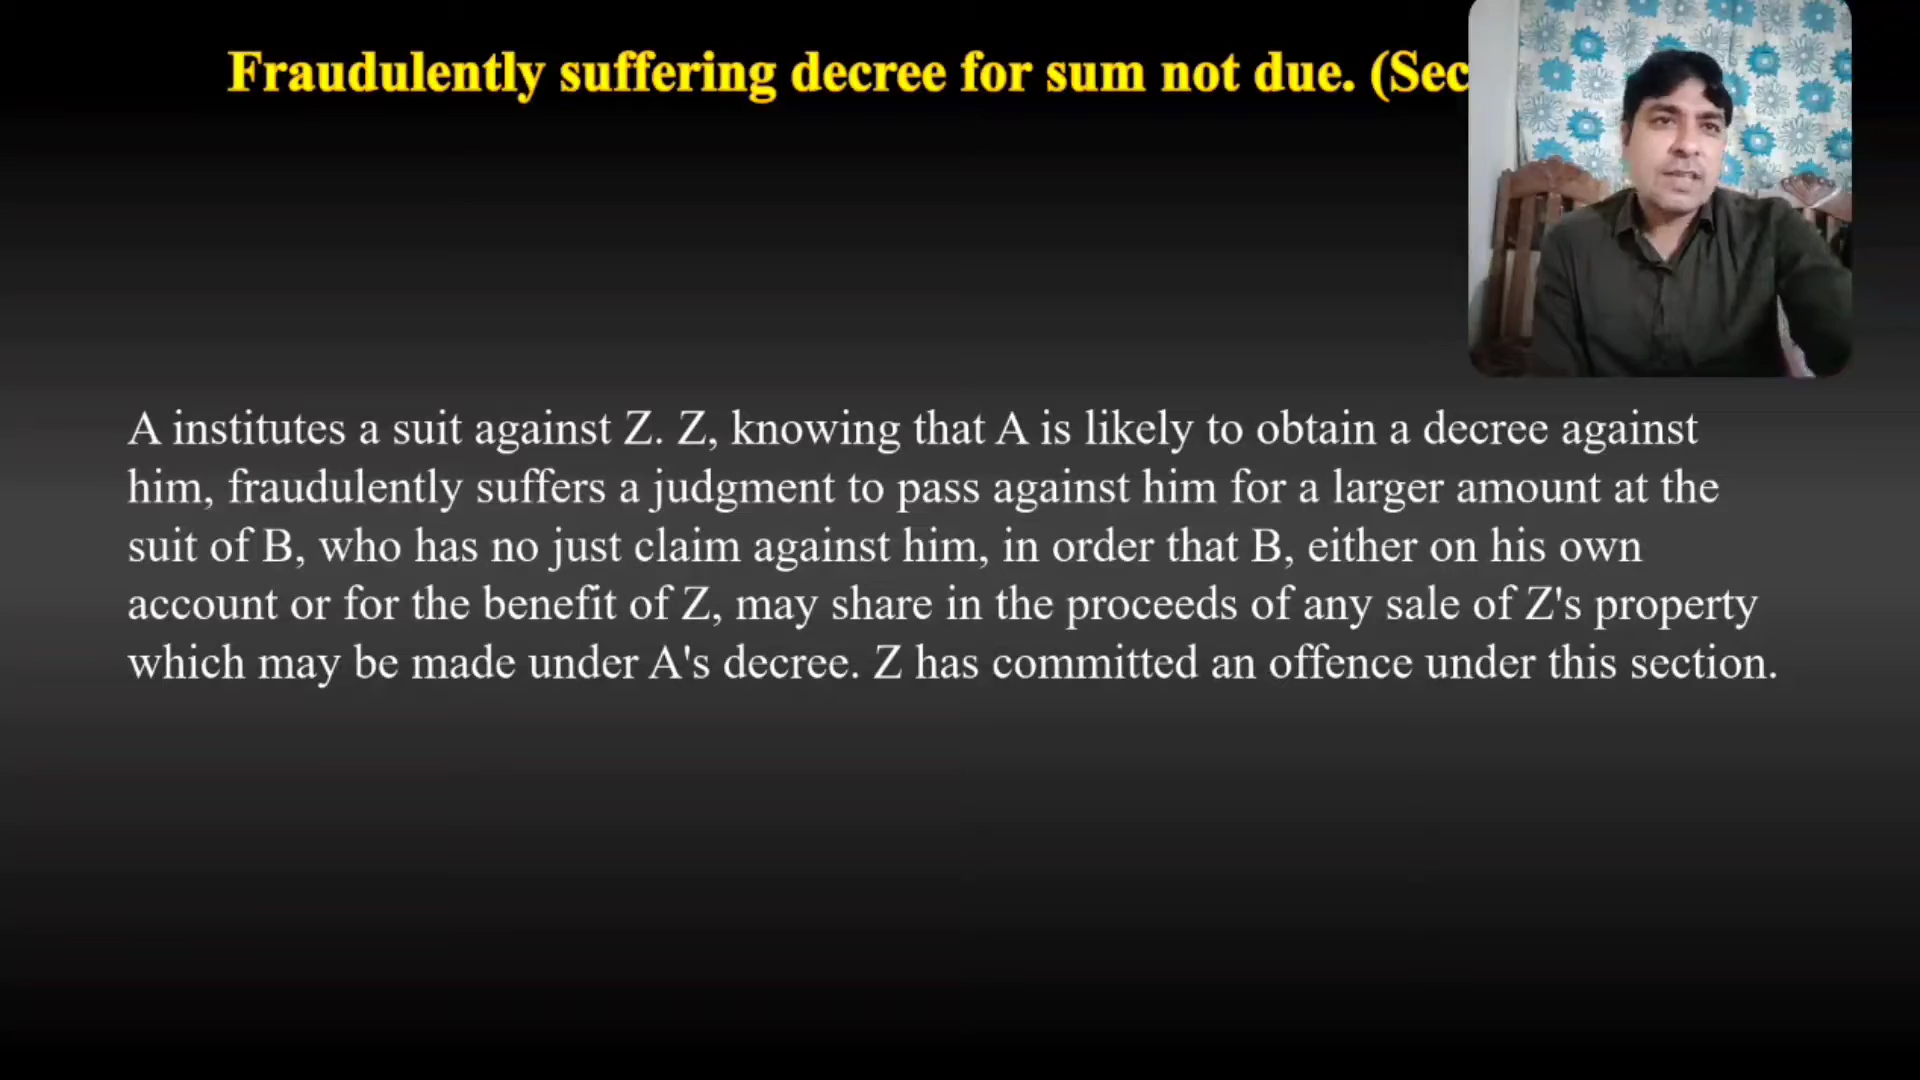 Fraudulently suffering decree for sum not due. (Sec
A institutes a suit against Z. Z, knowing that A is likely to obtain a decree against
him, fraudulently suffers a judgment to pass against him for a larger amount at the
suit of B, who has no just claim against him, in order that B, either on his own
account or for the benefit of Z, may share in the proceeds of any sale of Z's property
which may be made under A's decree. Z has committed an offence under this section.